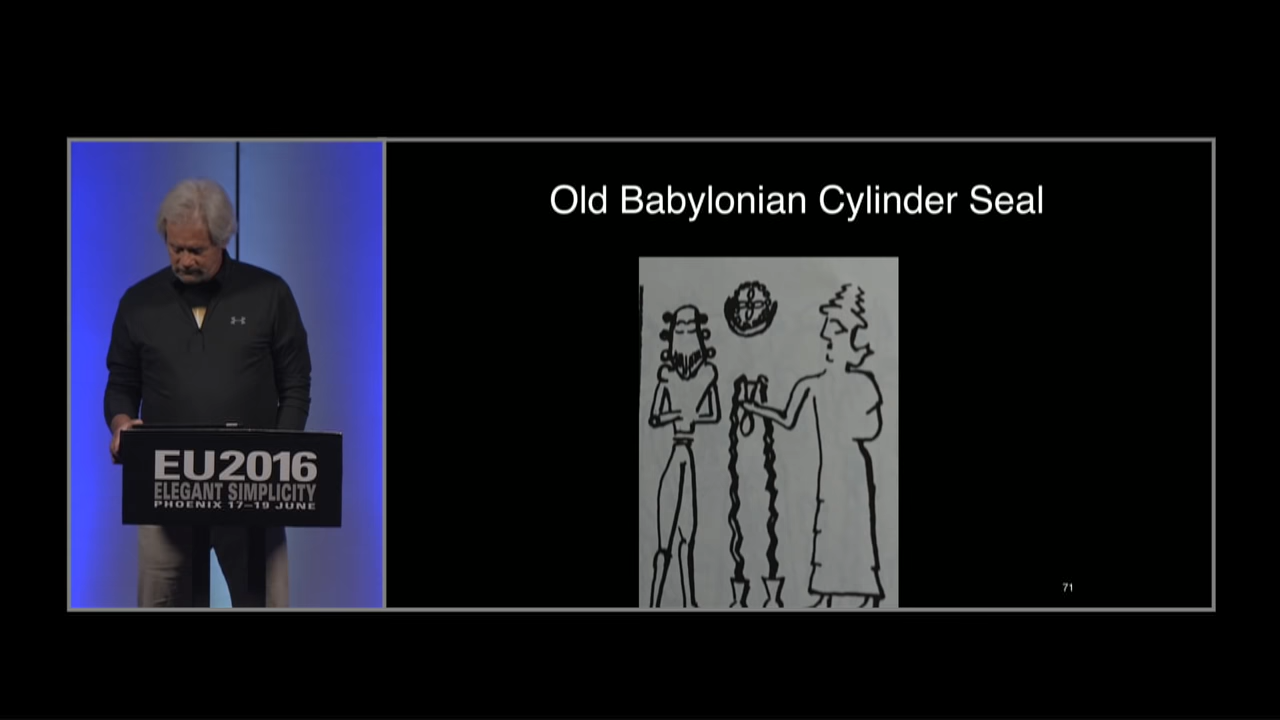 Old Babylonian Cylinder Seal
EU2016
ELEGANT SIMPLICITY
PHOENIX 17–19 JUNE
71